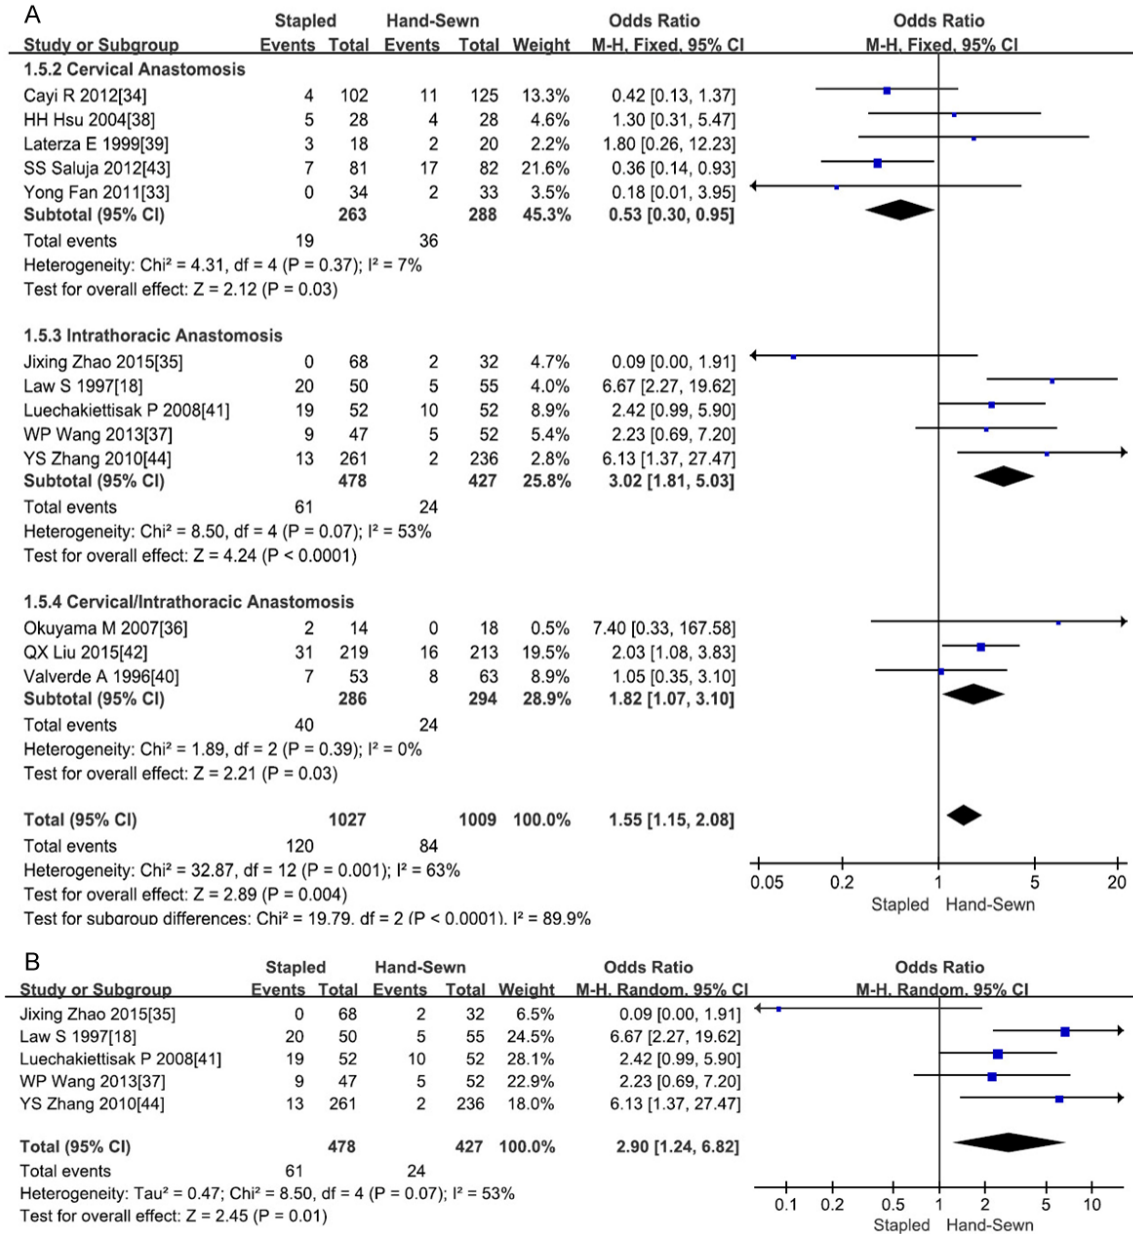 A
Stapled Hand-Sewn Odds Ratio Odds Ratio
Study or Subgroup Events Total Events Total Weight M-H, Fixed, 95% CI M-H, Fixed, 95% CI
1.5.2 Cervical Anastomosis
Cayi R 2012[34] 4 102 11 125 13.3% 0.42 [0.13, 1.37]
HH Hsu 2004[38] 5 28 4 28 4.6% 1.30 [0.31, 5.47]
Laterza E 1999[39] 3 18 2 20 2.2% 1.80 [0.26, 12.23]
SS Saluja 2012[43] 7 81 17 82 21.6% 0.36 [0.14, 0.93]
Yong Fan 2011[33] 0 34 2 33 3.5% 0.18 [0.01, 3.95]
Subtotal (95% CI) 263 288 45.3% 0.53 [0.30, 0.95]
Total events 19 36
Heterogeneity: Chi² = 4.31, df = 4 (P = 0.37); I² = 7%
Test for overall effect: Z = 2.12 (P = 0.03)
1.5.3 Intrathoracic Anastomosis
Jixing Zhao 2015[35] 0 68 2 32 4.7% 0.09 [0.00, 1.91]
Law S 1997[18] 20 50 5 55 4.0% 6.67 [2.27, 19.62]
Luechakiettisak P 2008[41] 19 52 10 52 8.9% 2.42 [0.99, 5.90]
WP Wang 2013[37] 9 47 5 52 5.4% 2.23 [0.69, 7.20]
YS Zhang 2010[44] 13 261 2 236 2.8% 6.13 [1.37, 27.47]
Subtotal (95% CI) 478 427 25.8% 3.02 [1.81, 5.03]
Total events 61 24
Heterogeneity: Chi² = 8.50, df = 4 (P = 0.07); I² = 53%
Test for overall effect: Z = 4.24 (P < 0.0001)
1.5.4 Cervical/Intrathoracic Anastomosis
Okuyama M 2007[36] 2 14 0 18 0.5% 7.40 [0.33, 167.58]
QX Liu 2015[42] 31 219 16 213 19.5% 2.03 [1.08, 3.83]
Valverde A 1996[40] 7 53 8 63 8.9% 1.05 [0.35, 3.10]
Subtotal (95% CI) 286 294 28.9% 1.82 [1.07, 3.10]
Total events 40 24
Heterogeneity: Chi² = 1.89, df = 2 (P = 0.39); I² = 0%
Test for overall effect: Z = 2.21 (P = 0.03)
Total (95% CI) 1027 1009 100.0% 1.55 [1.15, 2.08]
Total events 120 84
Heterogeneity: Chi² = 32.87, df = 12 (P = 0.001); I² = 63%
Test for overall effect: Z = 2.89 (P = 0.004)
Test for subgroup differences: Chi² = 19.79, df = 2 (P < 0.0001), I² = 89.9%
0.05 0.2 1 5 20
Stapled Hand-Sewn
B
Stapled Hand-Sewn Odds Ratio Odds Ratio
Study or Subgroup Events Total Events Total Weight M-H, Random, 95% CI M-H, Random, 95% CI
Jixing Zhao 2015[35] 0 68 2 32 6.5% 0.09 [0.00, 1.91]
Law S 1997[18] 20 50 5 55 24.5% 6.67 [2.27, 19.62]
Luechakiettisak P 2008[41] 19 52 10 52 28.1% 2.42 [0.99, 5.90]
WP Wang 2013[37] 9 47 5 52 22.9% 2.23 [0.69, 7.20]
YS Zhang 2010[44] 13 261 2 236 18.0% 6.13 [1.37, 27.47]
Total (95% CI) 478 427 100.0% 2.90 [1.24, 6.82]
Total events 61 24
Heterogeneity: Tau² = 0.47; Chi² = 8.50, df = 4 (P = 0.07); I² = 53%
Test for overall effect: Z = 2.45 (P = 0.01)
0.1 0.2 0.5 1 2 5 10
Stapled Hand-Sewn